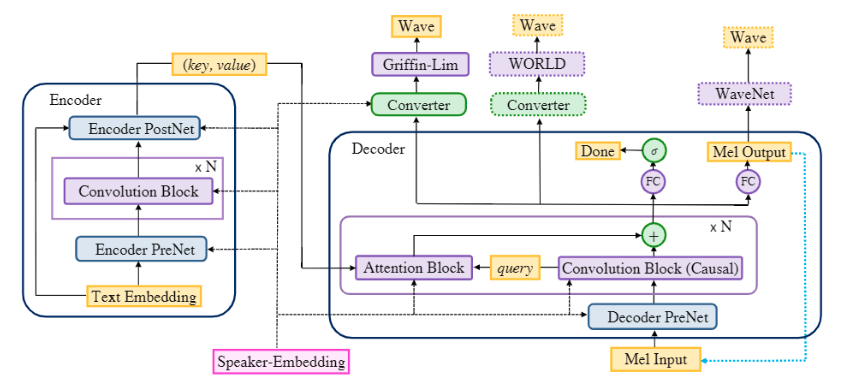 Wave
Wave
Wave
(key, value)
Griffin-Lim
WORLD
WaveNet
Encoder
Converter
Converter
Encoder PostNet
Decoder
Done
σ
Mel Output
x N
FC
FC
Convolution Block
x N
+
Encoder PreNet
Attention Block
query
Convolution Block (Causal)
Text Embedding
Decoder PreNet
Speaker-Embedding
Mel Input